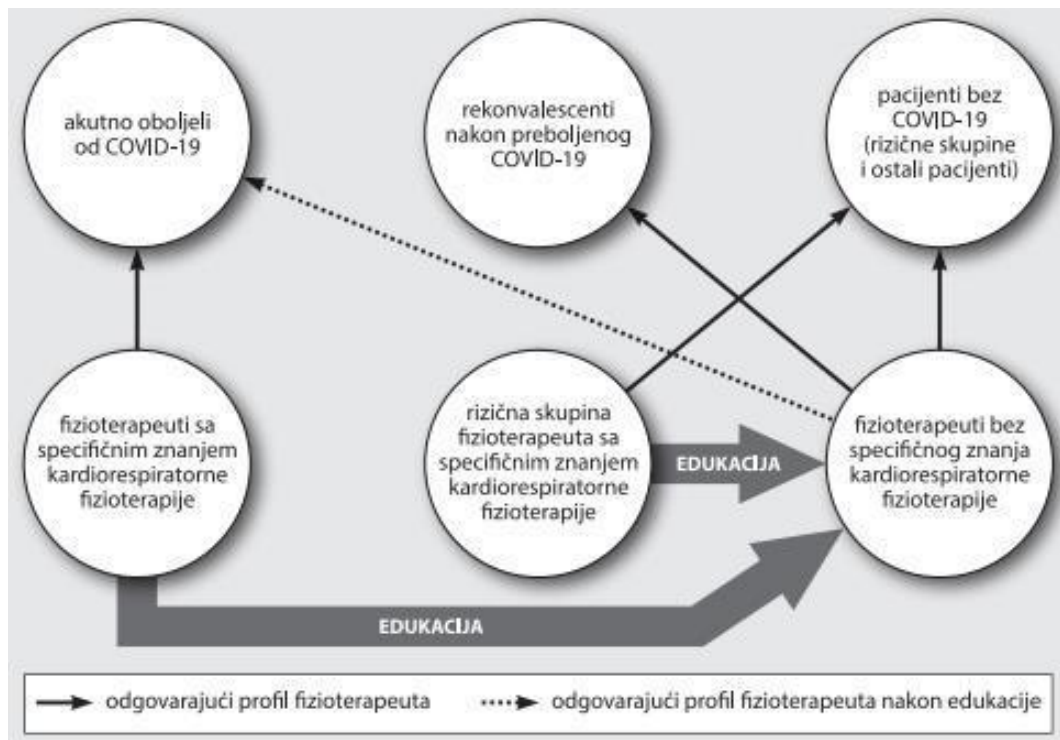 akutno oboljeli
od COVID-19
rekonvalescenti
nakon preboljenog
COVID-19
pacijenti bez
COVID-19
(rizične skupine
i ostali pacijenti)
fizioterapeuti sa
specifičnim znanjem
kardiorespiratorne
fizioterapije
rizična skupina
fizioterapeuta sa
specifičnim znanjem
kardiorespiratorne
fizioterapije
EDUKACIJA
fizioterapeuti bez
specifičnog znanja
kardiorespiratorne
fizioterapije
EDUKACIJA
odgovarajući profil fizioterapeuta
odgovarajući profil fizioterapeuta nakon edukacije